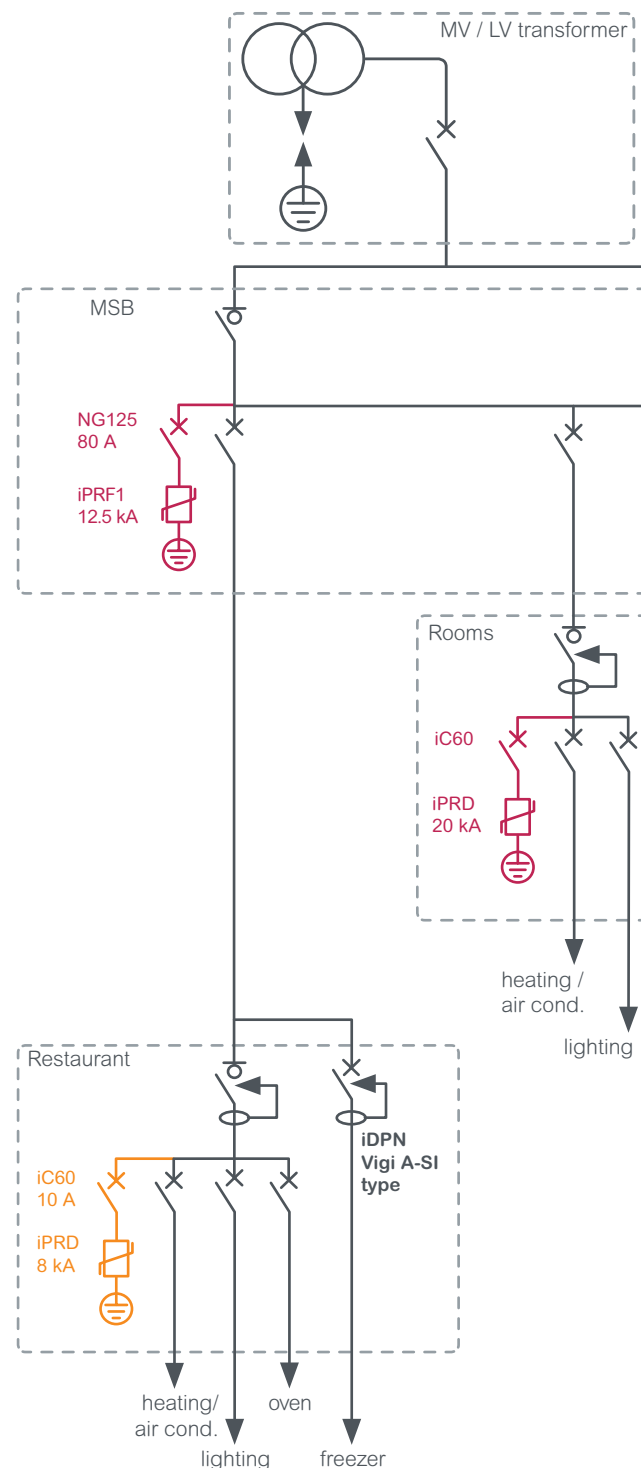 MV / LV transformer
MSB
NG125
80 A
iPRF1
12.5 kA
Rooms
iC60
iPRD
20 kA
heating /
air cond.
lighting
Restaurant
iDPN
Vigi A-SI
type
iC60
10 A
iPRD
8 kA
heating/
air cond.
oven
lighting
freezer